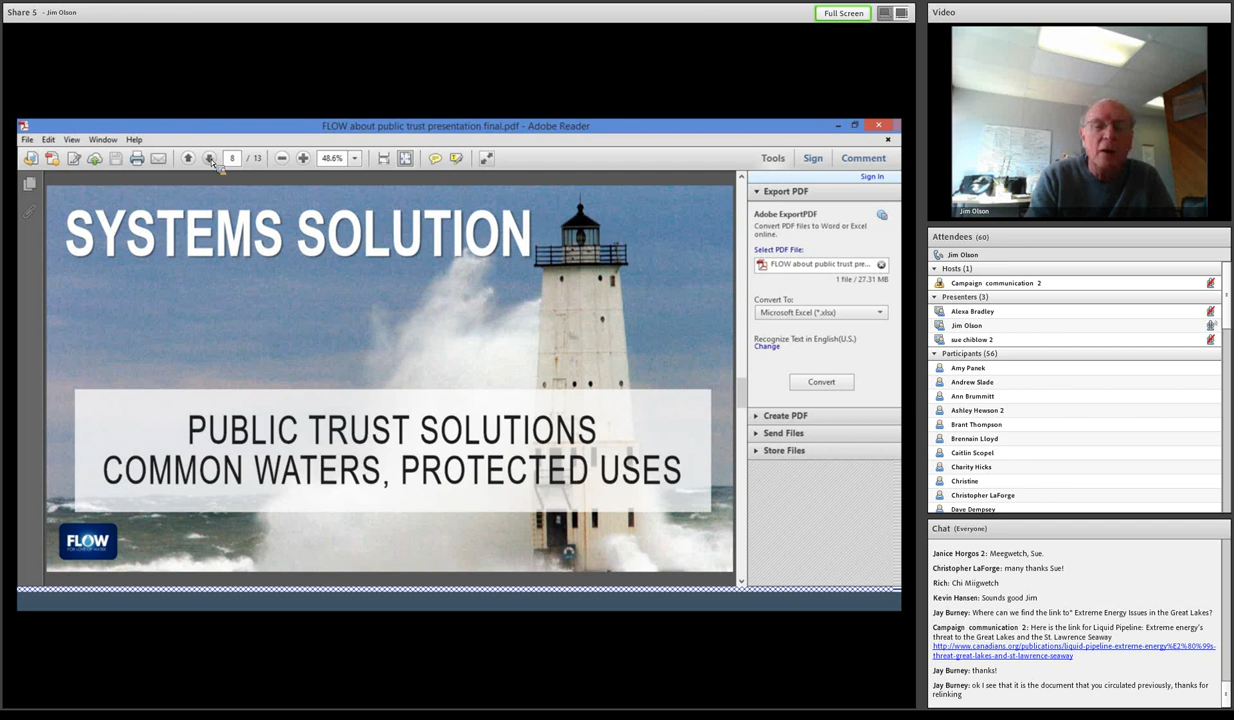 Share 5 - Jim Olson
Full Screen
Video
FLOW about public trust presentation final.pdf - Adobe Reader
File Edit View Window Help
8 / 13
48.6%
Tools Sign Comment
Sign In
Export PDF
Adobe ExportPDF
Convert PDF files to Word or Excel
online.
Select PDF File:
FLOW about public trust pre...
1 file / 27.31 MB
Convert To:
Microsoft Excel (*.xlsx)
Recognize Text in English(U.S.)
Change
Convert
Create PDF
Send Files
Store Files
SYSTEMS SOLUTION
PUBLIC TRUST SOLUTIONS
COMMON WATERS, PROTECTED USES
FLOW
FOR LOVE OF WATER
Jim Olson
Attendees (60)
Jim Olson
Hosts (1)
Campaign communication 2
Presenters (3)
Alexa Bradley
Jim Olson
sue chiblow 2
Participants (56)
Amy Panek
Andrew Slade
Ann Brummitt
Ashley Hewson 2
Brant Thompson
Brennain Lloyd
Caitlin Scopel
Charity Hicks
Christine
Christopher LaForge
Dave Dempsey
Chat (Everyone)
Janice Horgos 2: Meegwetch, Sue.
Christopher LaForge: many thanks Sue!
Rich: Chi Miigwetch
Kevin Hansen: Sounds good Jim
Jay Burney: Where can we find the link to" Extreme Energy Issues in the Great Lakes?
Campaign communication 2: Here is the link for Liquid Pipeline: Extreme energy's
threat to the Great Lakes and the St. Lawrence Seaway
http://www.canadians.org/publications/liquid-pipeline-extreme-energy%E2%80%99s-
threat-great-lakes-and-st-lawrence-seaway
Jay Burney: thanks!
Jay Burney: ok I see that it is the document that you circulated previously, thanks for
relinking